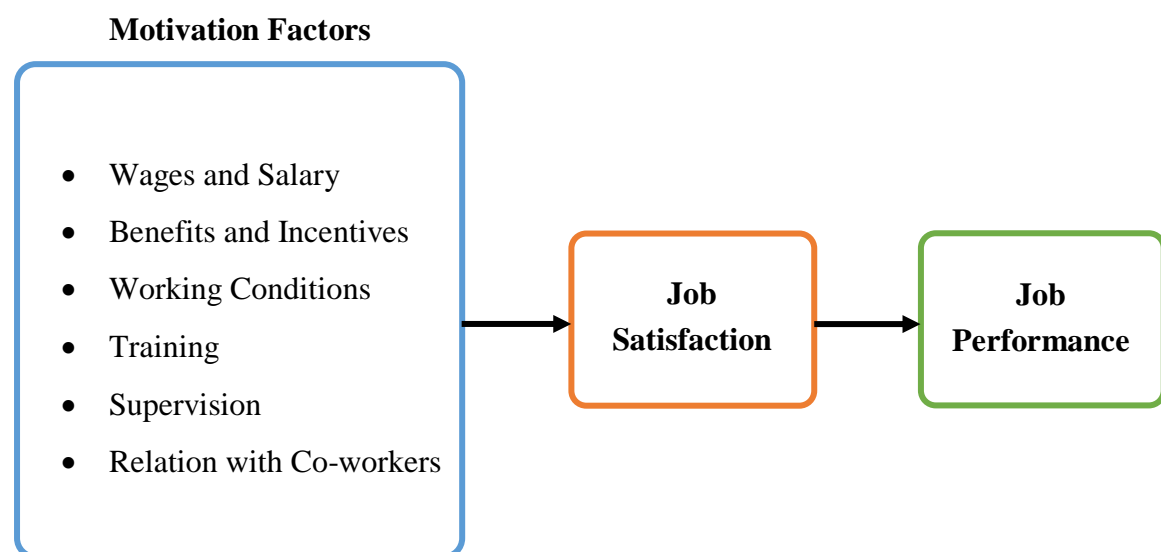 Motivation Factors
• Wages and Salary
• Benefits and Incentives
• Working Conditions
• Training
• Supervision
• Relation with Co-workers
Job
Satisfaction
Job
Performance